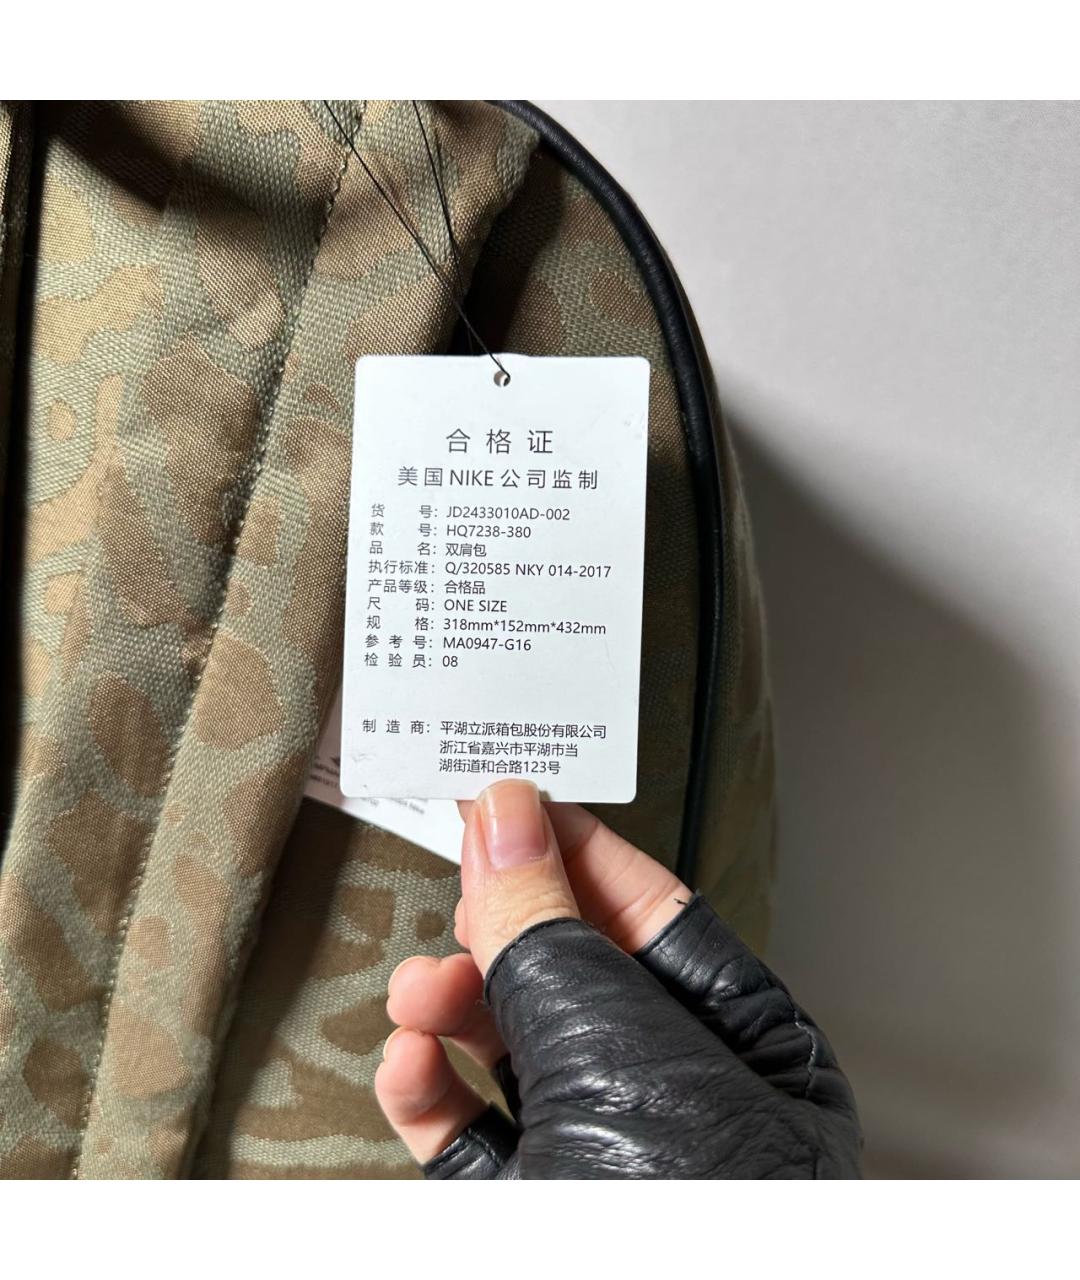 合格证
美国NIKE公司监制
货号：JD2433010AD-002
款号：HQ7238-380
品名：双肩包
执行标准：Q/320585 NKY 014-2017
产品等级：合格品
尺码：ONE SIZE
规格：318mm*152mm*432mm
参考号：MA0947-G16
检验员：08
制造商：平湖立派箱包股份有限公司
浙江省嘉兴市平湖市当
湖街道和合路123号